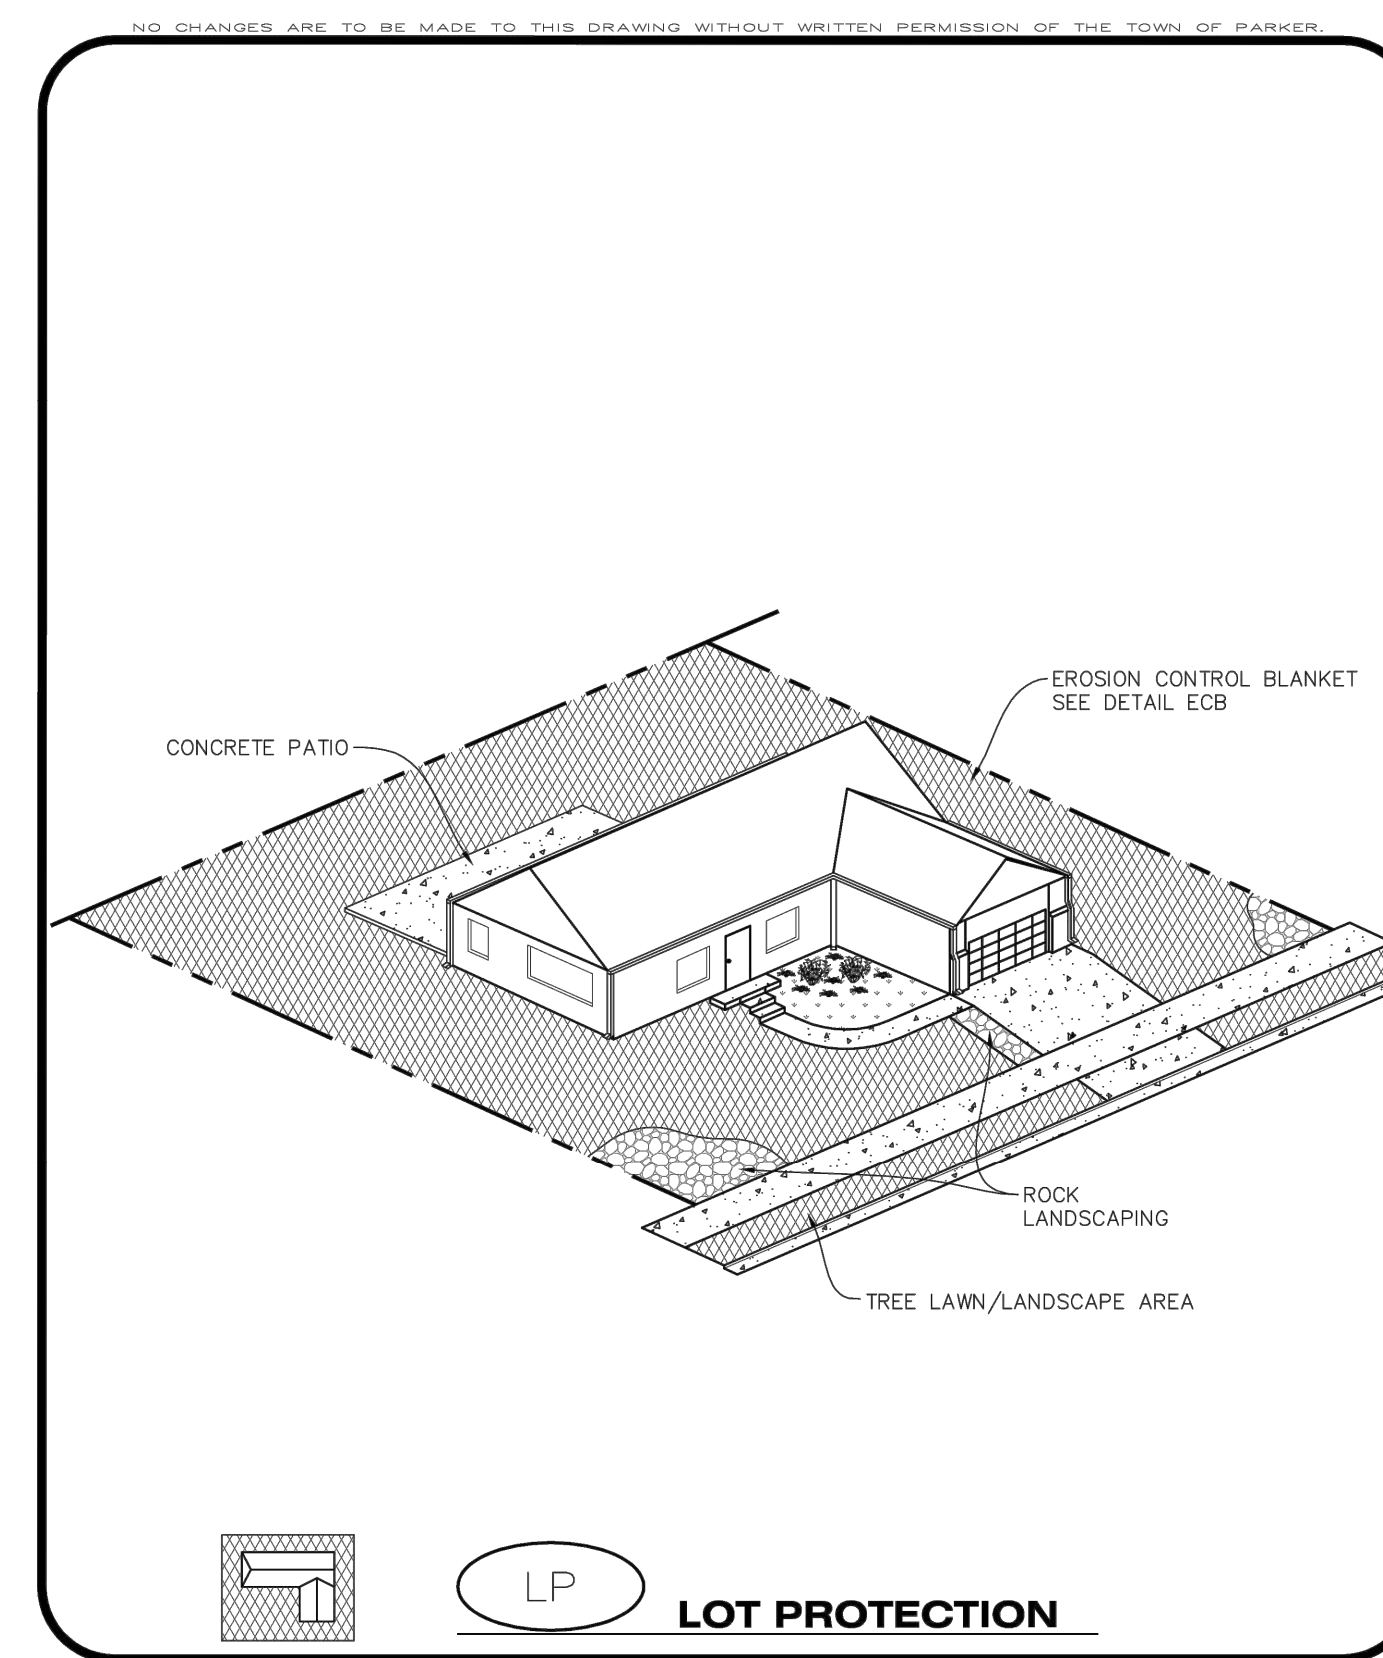 NO CHANGES ARE TO BE MADE TO THIS DRAWING WITHOUT WRITTEN PERMISSION OF THE TOWN OF PARKER.
EROSION CONTROL BLANKET
SEE DETAIL ECB
CONCRETE PATIO
ROCK
LANDSCAPING
TREE LAWN/LANDSCAPE AREA
LP
LOT PROTECTION